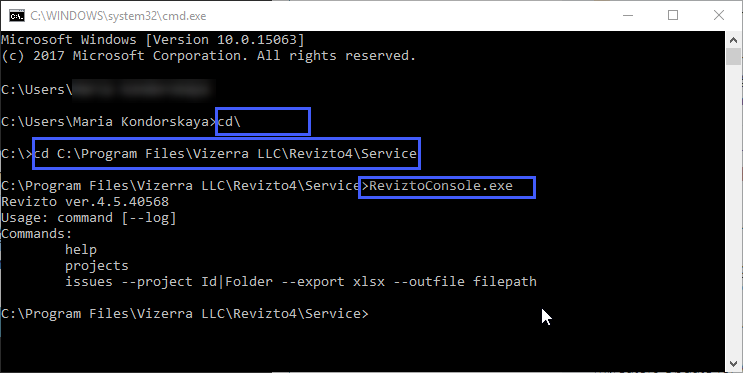 C:\WINDOWS\system32\cmd.exe
Microsoft Windows [Version 10.0.15063]
(c) 2017 Microsoft Corporation. All rights reserved.
C:\Users\
C:\Users\Maria Kondorskaya>cd\
C:\>cd C:\Program Files\Vizerra LLC\Revizto4\Service
C:\Program Files\Vizerra LLC\Revizto4\Service>ReviztoConsole.exe
Revizto ver.4.5.40568
Usage: command [--log]
Commands:
help
projects
issues --project Id|Folder --export xlsx --outfile filepath
C:\Program Files\Vizerra LLC\Revizto4\Service>